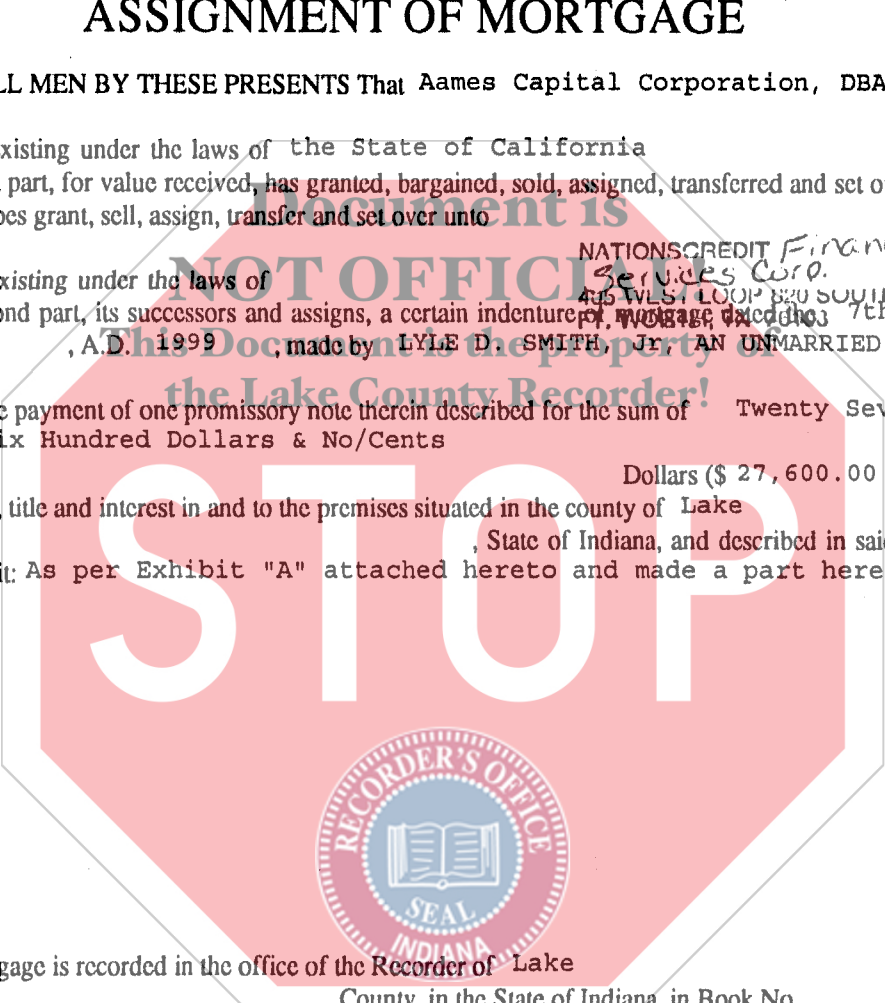 ASSIGNMENT OF MORTGAGE
LL MEN BY THESE PRESENTS That Aames Capital Corporation, DBA
xisting under the laws of the State of California
part, for value received, has granted, bargained, sold, assigned, transferred and set o
oes grant, sell, assign, transfer and set over unto
Document is
NATIONSCREDIT
Services Corp.
xisting under the laws of
NOT OFFICIAL!
LOOP 820 SOUTH
ond part, its successors and assigns, a certain indenture of mortgage dated the 7th
FT. WORTH, TX
, A.D. 1999 , made by LYLE D. SMITH, Jr, AN UNMARRIED
This Document is the property of
the Lake County Recorder!
e payment of one promissory note therein described for the sum of Twenty Sev
ix Hundred Dollars & No/Cents
Dollars ($ 27,600.00
, title and interest in and to the premises situated in the county of Lake
, State of Indiana, and described in sai
it: As per Exhibit "A" attached hereto and made a part here
STOP
RECORDER'S OFFICE
SEAL
INDIANA
gage is recorded in the office of the Recorder of Lake
County, in the State of Indiana, in Book No.